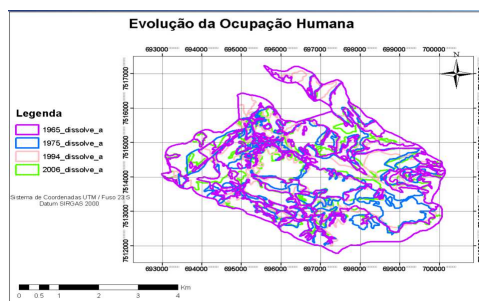 Evolução da Ocupação Humana
693000 694000 695000 696000 697000 698000 699000 700000
N
Legenda
1965_dissolve_a
1975_dissolve_a
1994_dissolve_a
2006_dissolve_a
Sistema de Coordenadas UTM / Fuso 23 S
Datum SIRGAS 2000
7517000
7516000
7515000
7514000
7513000
7512000
693000 694000 695000 696000 697000 698000 699000 700000
Km
0 0.5 1 2 3 4